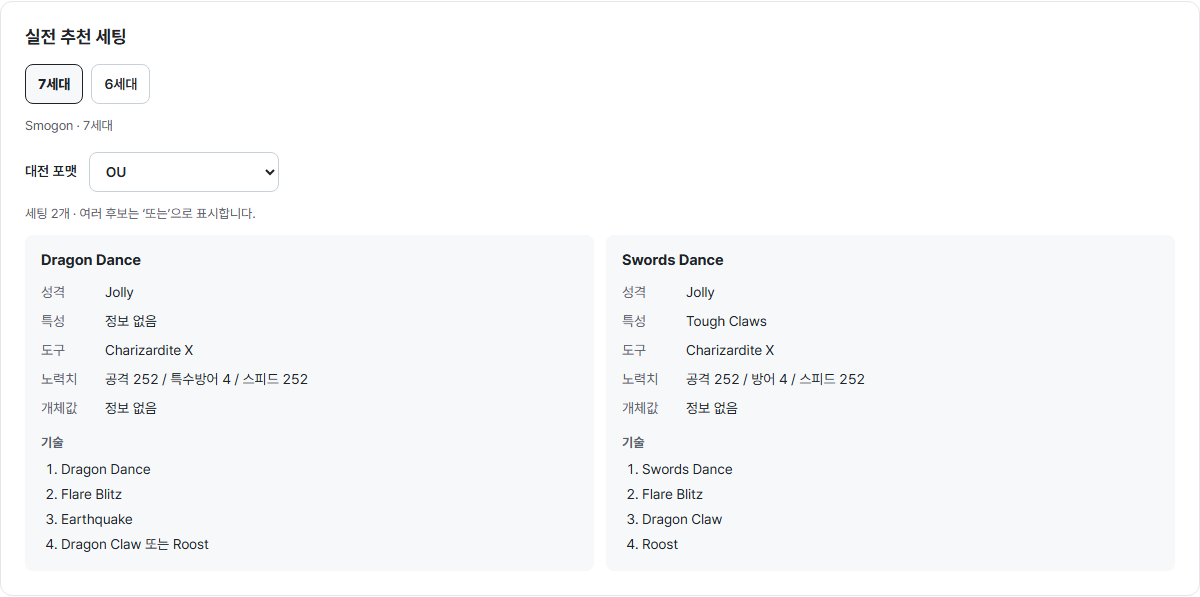 실전 추천 세팅
7세대 6세대
Smogon · 7세대
대전 포맷 OU
세팅 2개 · 여러 후보는 ‘또는’으로 표시합니다.
Dragon Dance
성격 Jolly
특성 정보 없음
도구 Charizardite X
노력치 공격 252 / 특수방어 4 / 스피드 252
개체값 정보 없음
기술
1. Dragon Dance
2. Flare Blitz
3. Earthquake
4. Dragon Claw 또는 Roost
Swords Dance
성격 Jolly
특성 Tough Claws
도구 Charizardite X
노력치 공격 252 / 방어 4 / 스피드 252
개체값 정보 없음
기술
1. Swords Dance
2. Flare Blitz
3. Dragon Claw
4. Roost